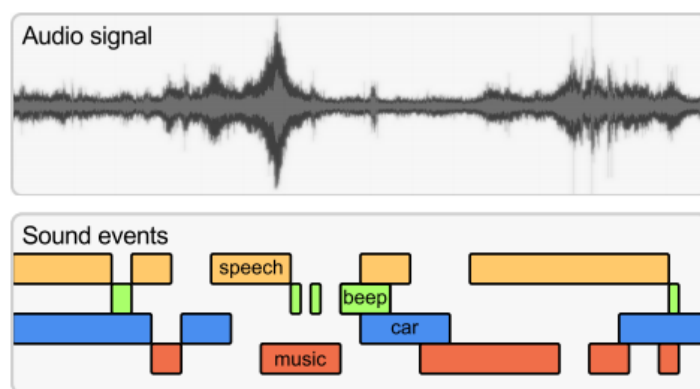 Audio signal
Sound events
speech
beep
car
music